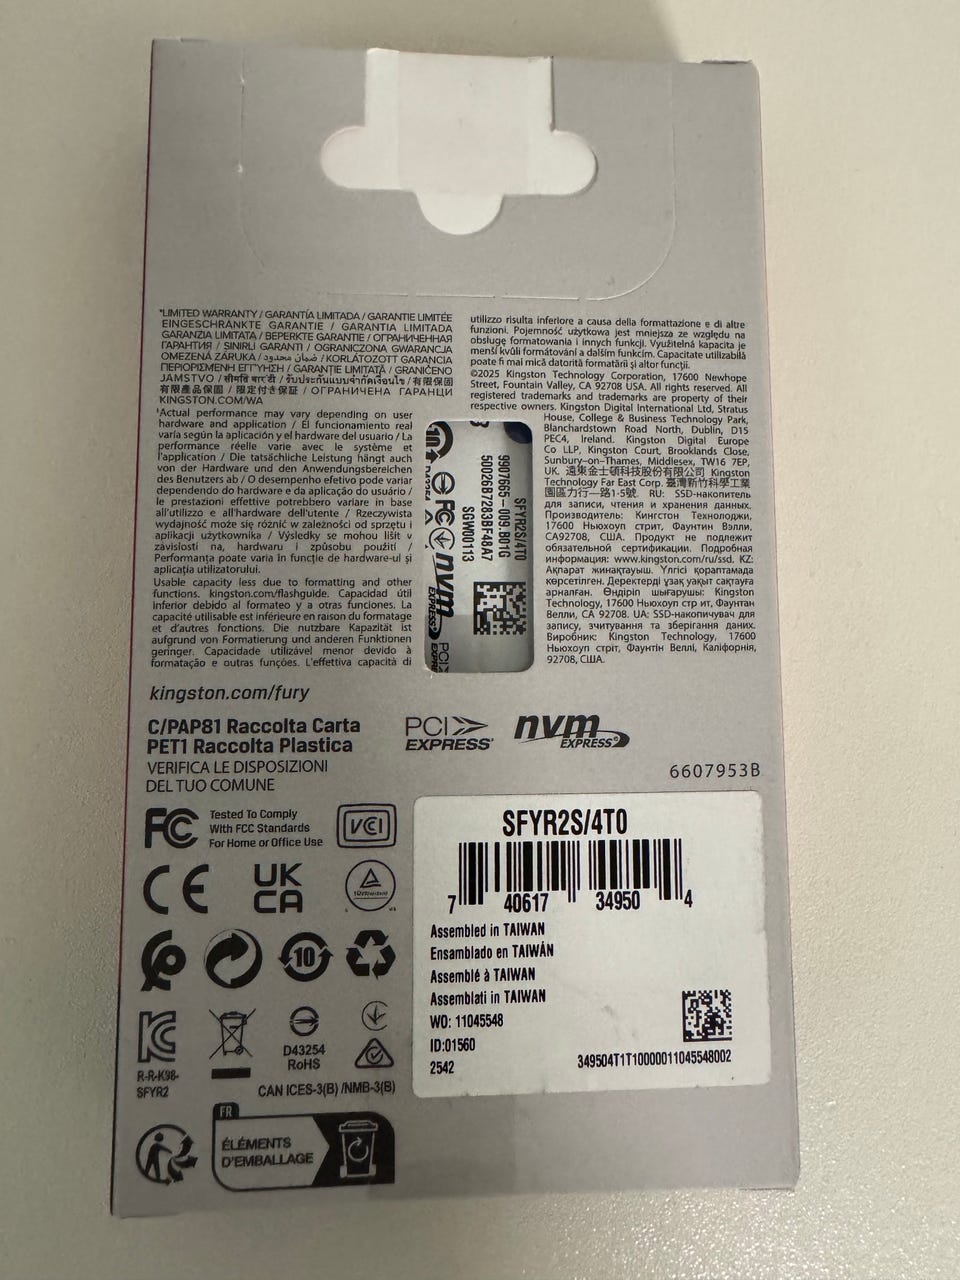 *LIMITED WARRANTY / GARANTÍA LIMITADA / GARANTIE LIMITÉE
EINGESCHRÄNKTE GARANTIE / GARANTIA LIMITADA
GARANZIA LIMITATA / BEPERKTE GARANTIE / ОГРАНИЧЕННАЯ
ГАРАНТИЯ / SINIRLI GARANTI / OGRANICZONA GWARANCJA
OMEZENÁ ZÁRUKA / ضمان محدود / KORLÁTOZOTT GARANCIA
ΠΕΡΙΟΡΙΣΜΕΝΗ ΕΓΓΥΗΣΗ / GARANȚIE LIMITATĂ / GRANIČENO
JAMSTVO / सीमित वारंटी / รับประกันแบบจำกัดเงื่อนไข / 有限保固
有限產品保固 / 限定付き保証 / ОГРАНИЧЕНА ГАРАНЦИ
KINGSTON.COM/WA
¹Actual performance may vary depending on user
hardware and application / El funcionamiento real
varía según la aplicación y el hardware del usuario / La
performance réelle varie avec le système et
l'application / Die tatsächliche Leistung hängt auch
von der Hardware und den Anwendungsbereichen
des Benutzers ab / O desempenho efetivo pode variar
dependendo do hardware e da aplicação do usuário /
le prestazioni effettive potrebbero variare in base
all'utilizzo e all'hardware dell'utente / Rzeczywista
wydajność może się różnić w zależności od sprzętu i
aplikacji użytkownika / Výsledky se mohou lišit v
závislosti na, hardwaru i způsobu použití /
Performanța poate varia în funcție de hardware-ul și
aplicația utilizatorului.
Usable capacity less due to formatting and other
functions. kingston.com/flashguide. Capacidad útil
inferior debido al formateo y a otras funciones. La
capacité utilisable est inférieure en raison du formatage
et d'autres fonctions. Die nutzbare Kapazität ist
aufgrund von Formatierung und anderen Funktionen
geringer. Capacidade utilizável menor devido à
formatação e outras funções. L'effettiva capacità di
utilizzo risulta inferiore a causa della formattazione e di altre
funzioni. Pojemność użytkowa jest mniejsza ze względu na
obsługę formatowania i innych funkcji. Využitelná kapacita je
menší kvůli formátování a dalším funkcím. Capacitate utilizabilă
poate fi mai mică datorită formatării și altor funcții.
©2025 Kingston Technology Corporation, 17600 Newhope
Street, Fountain Valley, CA 92708 USA. All rights reserved. All
registered trademarks and trademarks are property of their
respective owners. Kingston Digital International Ltd, Stratus
House, College & Business Technology Park,
Blanchardstown Road North, Dublin, D15
PEC4, Ireland. Kingston Digital Europe
Co LLP, Kingston Court, Brooklands Close,
Sunbury-on-Thames, Middlesex, TW16 7EP,
UK. 遠東金士頓科技股份有限公司 Kingston
Technology Far East Corp. 臺灣新竹科學工業
園區力行一路1-5號. RU: SSD-накопитель
для записи, чтения и хранения данных.
Производитель: Кингстон Текнолоджи,
17600 Ньюхоуп стрит, Фаунтин Вэлли,
CA92708, США. Продукт не подлежит
обязательной сертификации. Подробная
информация: www.kingston.com/ru/ssd. KZ:
Ақпарат жинақтауыш. Үлгісі қораптамада
көрсетілген. Деректерді ұзақ уақыт сақтауға
арналған. Өндіріп шығарушы: Kingston
Technology, 17600 Ньюхоуп стр ит, Фаунтан
Велли, CA 92708. UA: SSD-накопичувач для
запису, зчитування та зберігання даних.
Виробник: Kingston Technology, 17600
Ньюхоуп стріт, Фаунтін Веллі, Каліфорнія,
92708, США.
SFYR2S/4T0
9907665-009.B01G
50026B7283BF48A7
SGW00113
FC
nvm
EXPRESS
PCI
kingston.com/fury
C/PAP81 Raccolta Carta
PET1 Raccolta Plastica
VERIFICA LE DISPOSIZIONI
DEL TUO COMUNE
PCI
EXPRESS®
nvm
EXPRESS®
6607953B
FC
Tested To Comply
With FCC Standards
For Home or Office Use
VCI
CE
UK
CA
10
R-R-K98-
SFYR2
D43254
RoHS
CAN ICES-3(B) /NMB-3(B)
FR
ÉLÉMENTS
D'EMBALLAGE
SFYR2S/4T0
7 40617 34950 4
Assembled in TAIWAN
Ensamblado en TAIWÁN
Assemblé à TAIWAN
Assemblati in TAIWAN
WO: 11045548
ID:01560
2542
349504T1T10000011045548002